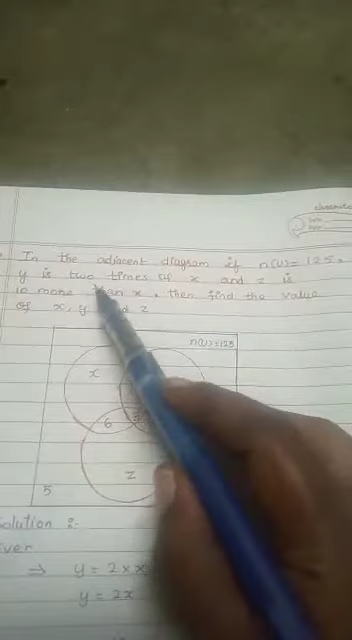 In the adjacent diagram if n(U) = 125,
y is two times of x and z is
10 more than x, then find the value
of x, y and z
n(U)=125
x
6
z
5
Solution :-
⇒ y = 2 × x
y = 2x